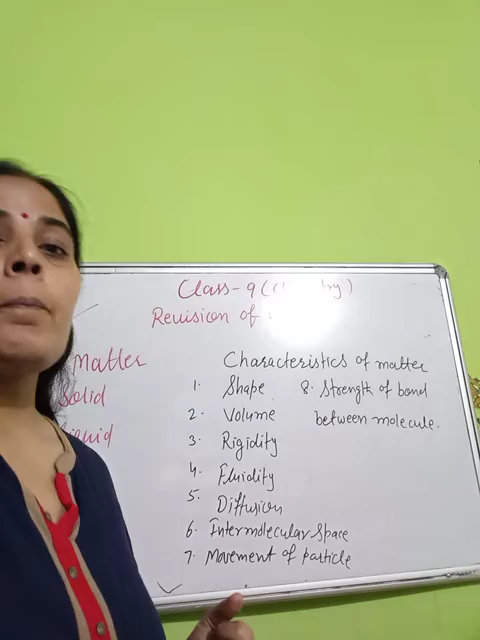 Class-9 (
Revision of
Matter
Solid
Liquid
Characteristics of matter
1. Shape
2. Volume
3. Rigidity
4. Fluidity
5. Diffusion
6. Intermolecular Space
7. Movement of particle
8. Strength of bond
between molecule.